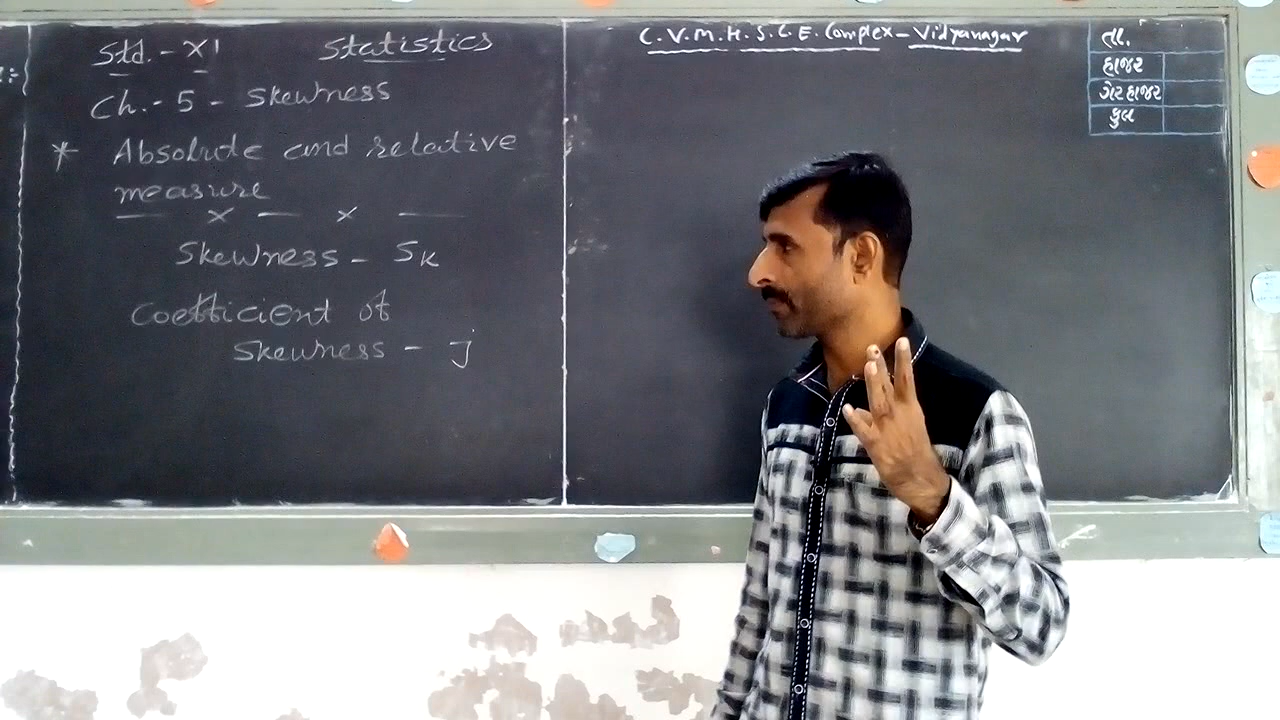 Std. - XI Statistics
Ch. - 5 - Skewness
* Absolute and relative
measure
Skewness - Sk
Coefficient of
Skewness - J
C.V.M.H.S.C.E. Complex - Vidyanagar
તા.
હાજર
ગેરહાજર
કુલ